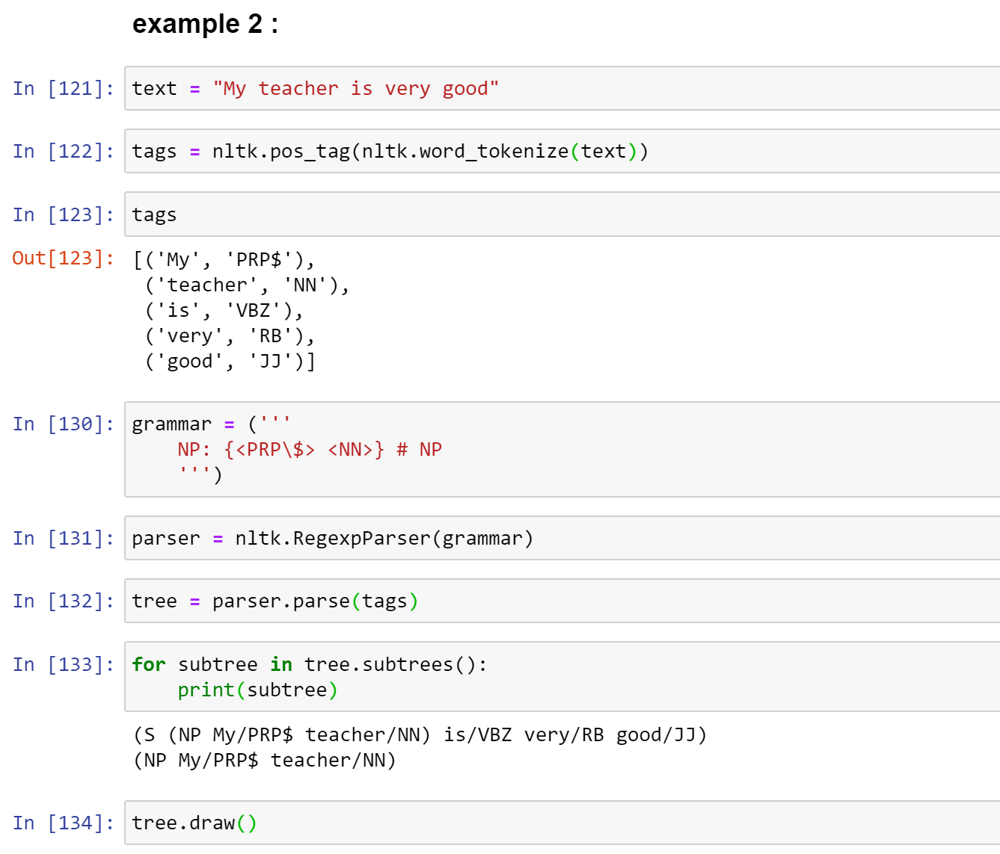 example 2 :
In [121]: text = "My teacher is very good"
In [122]: tags = nltk.pos_tag(nltk.word_tokenize(text))
In [123]: tags
Out[123]: [('My', 'PRP$'),
 ('teacher', 'NN'),
 ('is', 'VBZ'),
 ('very', 'RB'),
 ('good', 'JJ')]
In [130]: grammar = ('''
    NP: {<PRP\$> <NN>} # NP
    ''')
In [131]: parser = nltk.RegexpParser(grammar)
In [132]: tree = parser.parse(tags)
In [133]: for subtree in tree.subtrees():
    print(subtree)
(S (NP My/PRP$ teacher/NN) is/VBZ very/RB good/JJ)
(NP My/PRP$ teacher/NN)
In [134]: tree.draw()